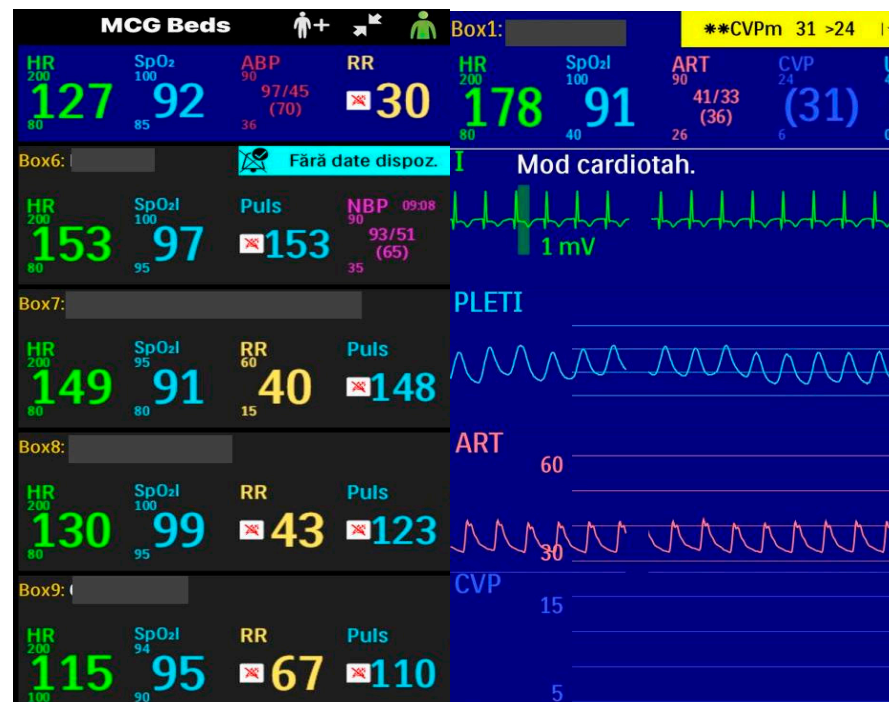 MCG Beds
HR SpO₂ ABP RR
200 100 90
127 92 97/45 (70) 30
80 85 36
Box6: Fără date dispoz.
HR SpO₂l Puls NBP 09:08
200 100 90
153 97 153 93/51 (65)
80 95 35
Box7:
HR SpO₂l RR Puls
200 95 60
149 91 40 148
80 80 15
Box8:
HR SpO₂l RR Puls
200 100
130 99 43 123
80 95
Box9:
HR SpO₂l RR Puls
200 94
115 95 67 110
100 90
Box1: **CVPm 31 >24
HR SpO₂l ART CVP
200 100 90 24
178 91 41/33 (36) (31)
80 40 26 6
I Mod cardiotah.
1 mV
PLETI
ART
60
30
CVP
15
5